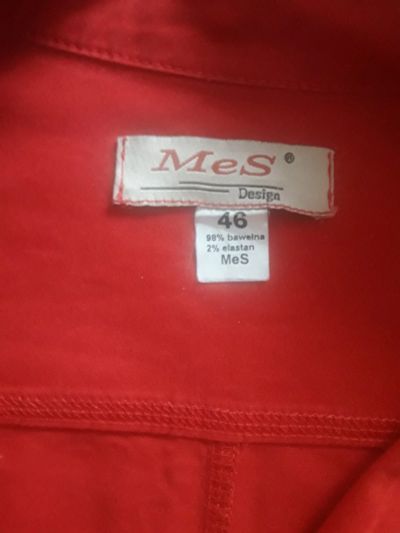 MeS ®
Design
46
98% bawełna
2% elastan
MeS